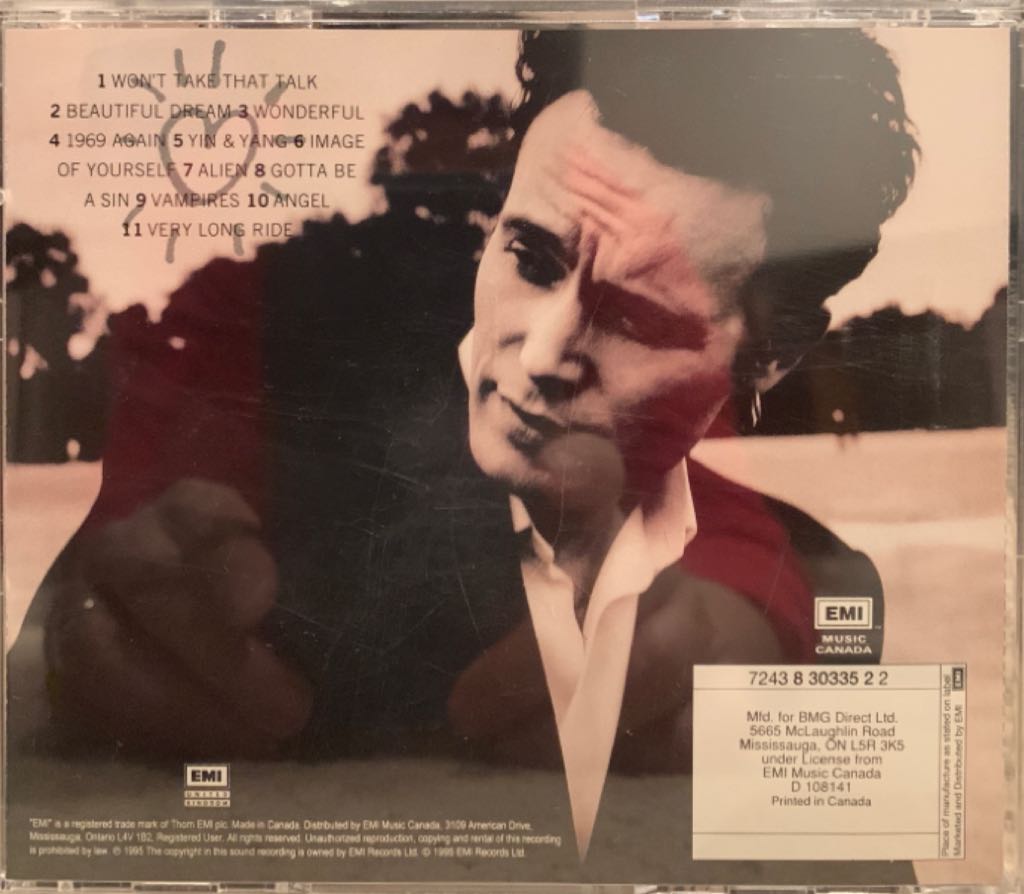 1 WON'T TAKE THAT TALK
2 BEAUTIFUL DREAM 3 WONDERFUL
4 1969 AGAIN 5 YIN & YANG 6 IMAGE
OF YOURSELF 7 ALIEN 8 GOTTA BE
A SIN 9 VAMPIRES 10 ANGEL
11 VERY LONG RIDE
EMI
MUSIC
CANADA
7243 8 30335 2 2
Mfd. for BMG Direct Ltd.
5665 McLaughlin Road
Mississauga, ON L5R 3K5
under License from
EMI Music Canada
D 108141
Printed in Canada
Place of manufacture as stated on label
Marketed and Distributed by EMI
EMI
EMI
UNITED
KINGDOM
"EMI" is a registered trade mark of Thorn EMI plc. Made in Canada. Distributed by EMI Music Canada, 3109 American Drive,
Mississauga, Ontario L4V 1B2, Registered User. All rights reserved. Unauthorized reproduction, copying and rental of this recording
is prohibited by law. ℗ 1995 The copyright in this sound recording is owned by EMI Records Ltd. © 1995 EMI Records Ltd.